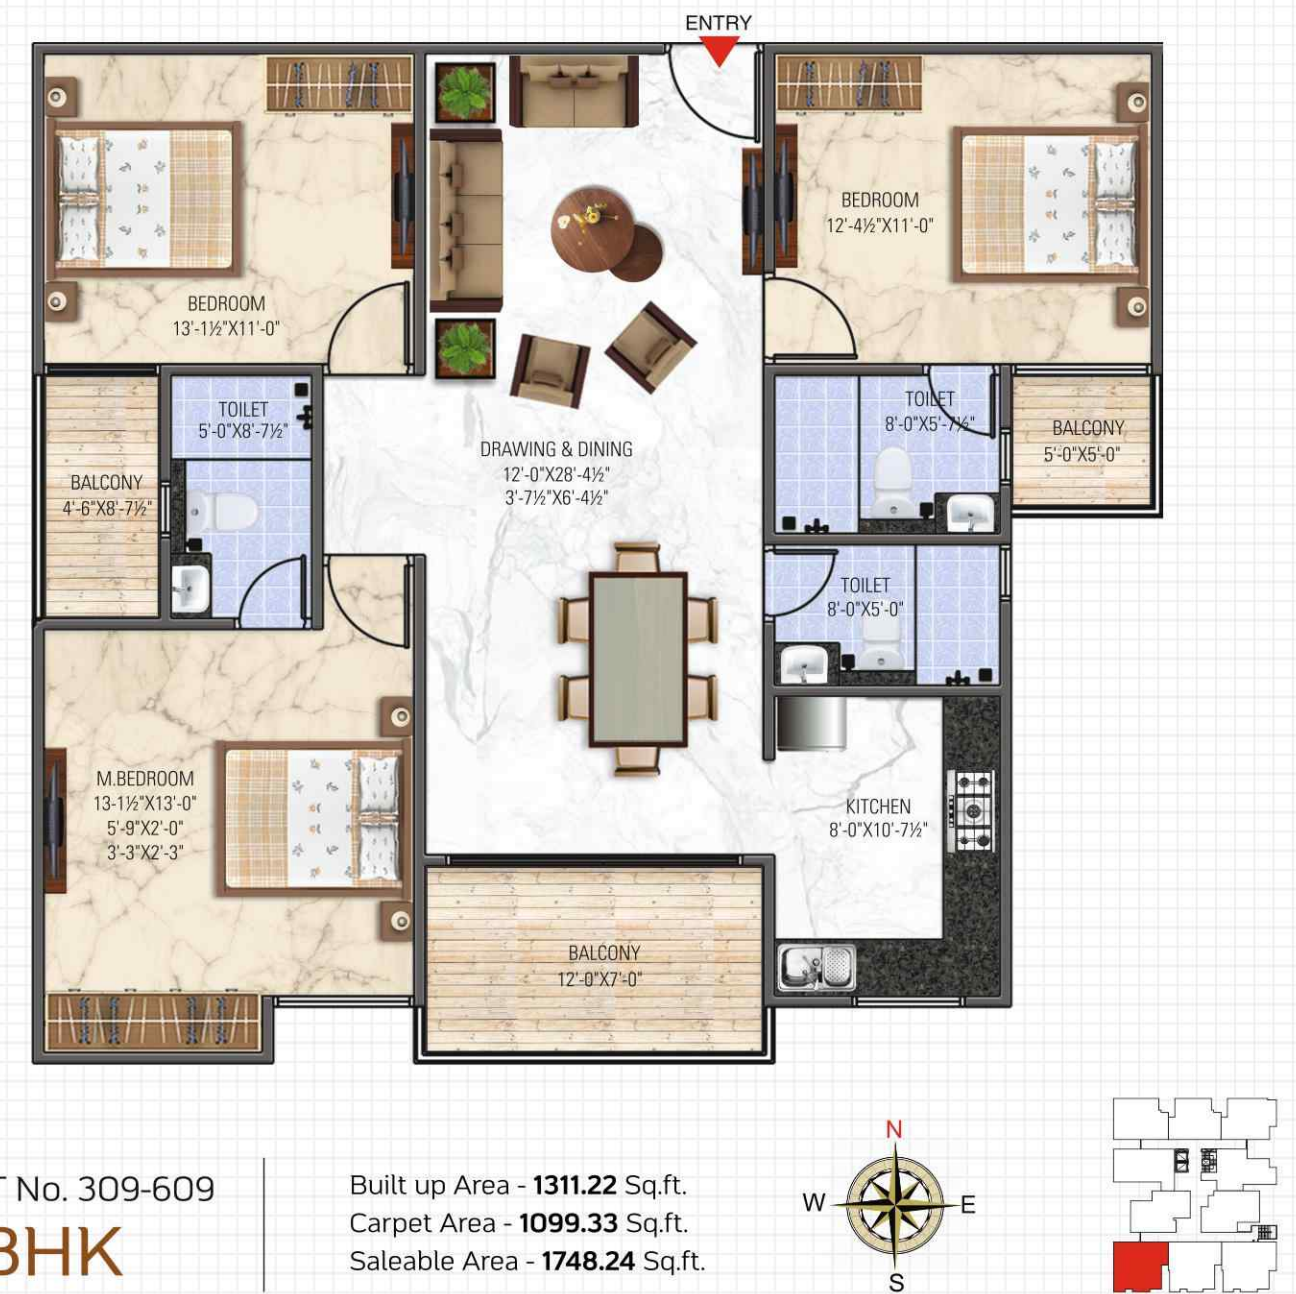 ENTRY
BEDROOM
13'-1½"X11'-0"
BEDROOM
12'-4½"X11'-0"
TOILET
5'-0"X8'-7½"
BALCONY
4'-6"X8'-7½"
DRAWING & DINING
12'-0"X28'-4½"
3'-7½"X6'-4½"
TOILET
8'-0"X5'-7½"
BALCONY
5'-0"X5'-0"
TOILET
8'-0"X5'-0"
M.BEDROOM
13-1½"X13'-0"
5'-9"X2'-0"
3'-3"X2'-3"
KITCHEN
8'-0"X10'-7½"
BALCONY
12'-0"X7'-0"
T No. 309-609
BHK
Built up Area - 1311.22 Sq.ft.
Carpet Area - 1099.33 Sq.ft.
Saleable Area - 1748.24 Sq.ft.
N
W
E
S